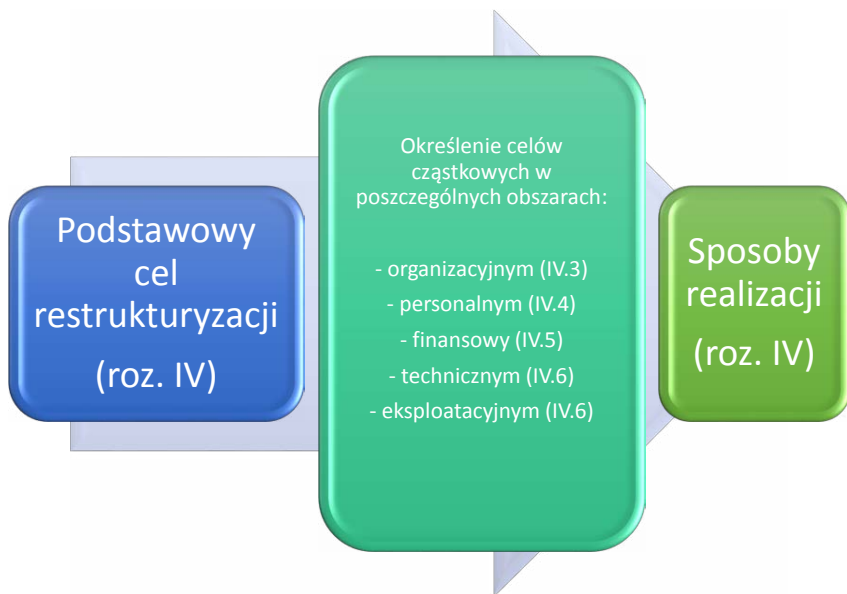 Podstawowy
cel
restrukturyzacji
(roz. IV)
Określenie celów
cząstkowych w
poszczególnych obszarach:
- organizacyjnym (IV.3)
- personalnym (IV.4)
- finansowy (IV.5)
- technicznym (IV.6)
- eksploatacyjnym (IV.6)
Sposoby
realizacji
(roz. IV)